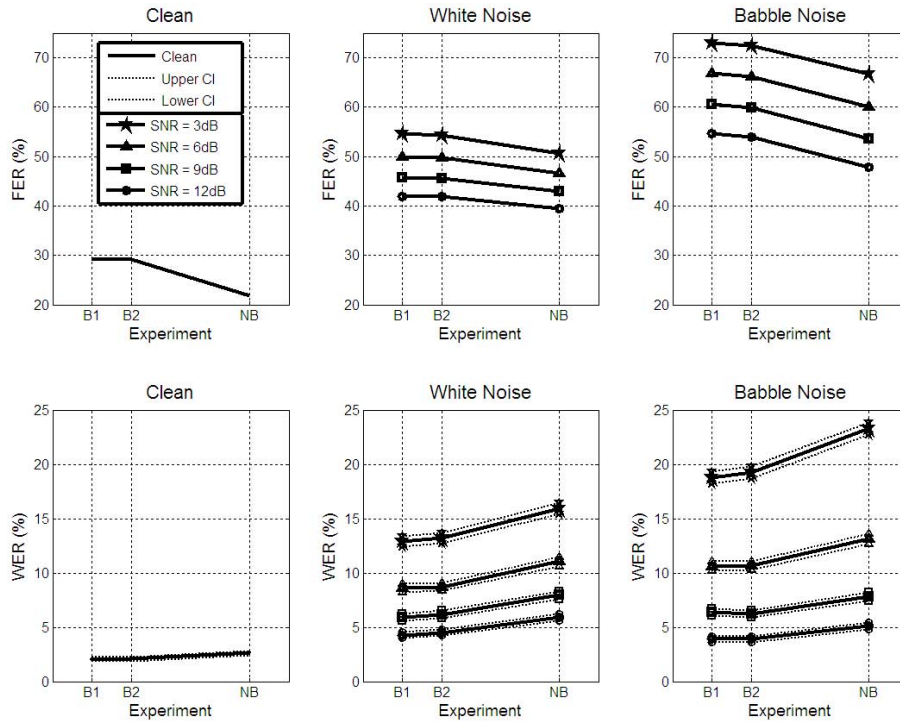 Clean
White Noise
Babble Noise
FER (%)
70
60
50
40
30
20
Clean
Upper CI
Lower CI
SNR = 3dB
SNR = 6dB
SNR = 9dB
SNR = 12dB
B1
B2
NB
Experiment
FER (%)
70
60
50
40
30
20
B1
B2
NB
Experiment
FER (%)
70
60
50
40
30
20
B1
B2
NB
Experiment
Clean
White Noise
Babble Noise
WER (%)
25
20
15
10
5
0
B1
B2
NB
Experiment
WER (%)
25
20
15
10
5
0
B1
B2
NB
Experiment
WER (%)
25
20
15
10
5
0
B1
B2
NB
Experiment